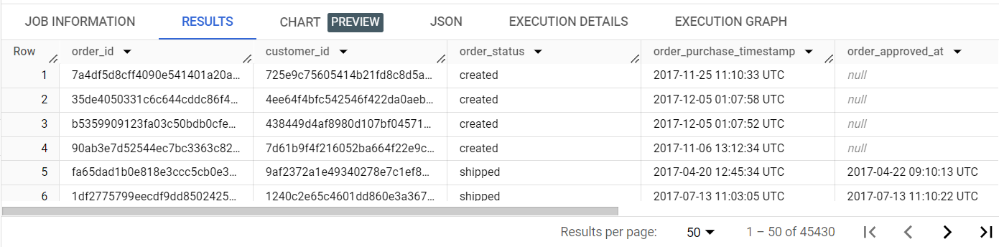 JOB INFORMATION RESULTS CHART PREVIEW JSON EXECUTION DETAILS EXECUTION GRAPH
Row order_id customer_id order_status order_purchase_timestamp order_approved_at
1 7a4df5d8cff4090e541401a20a... 725e9c75605414b21fd8c8d5a... created 2017-11-25 11:10:33 UTC null
2 35de4050331c6c644cddc86f4... 4ee64f4bfc542546f422da0aeb... created 2017-12-05 01:07:58 UTC null
3 b5359909123fa03c50bdb0cfe... 438449d4af8980d107bf04571... created 2017-12-05 01:07:52 UTC null
4 90ab3e7d52544ec7bc3363c82... 7d61b9f4f216052ba664f22e9c... created 2017-11-06 13:12:34 UTC null
5 fa65dad1b0e818e3ccc5cb0e3... 9af2372a1e49340278e7c1ef8... shipped 2017-04-20 12:45:34 UTC 2017-04-22 09:10:13 UTC
6 1df2775799eecdf9dd8502425... 1240c2e65c4601dd860e3a367... shipped 2017-07-13 11:03:05 UTC 2017-07-13 11:10:22 UTC
Results per page: 50 1 – 50 of 45430